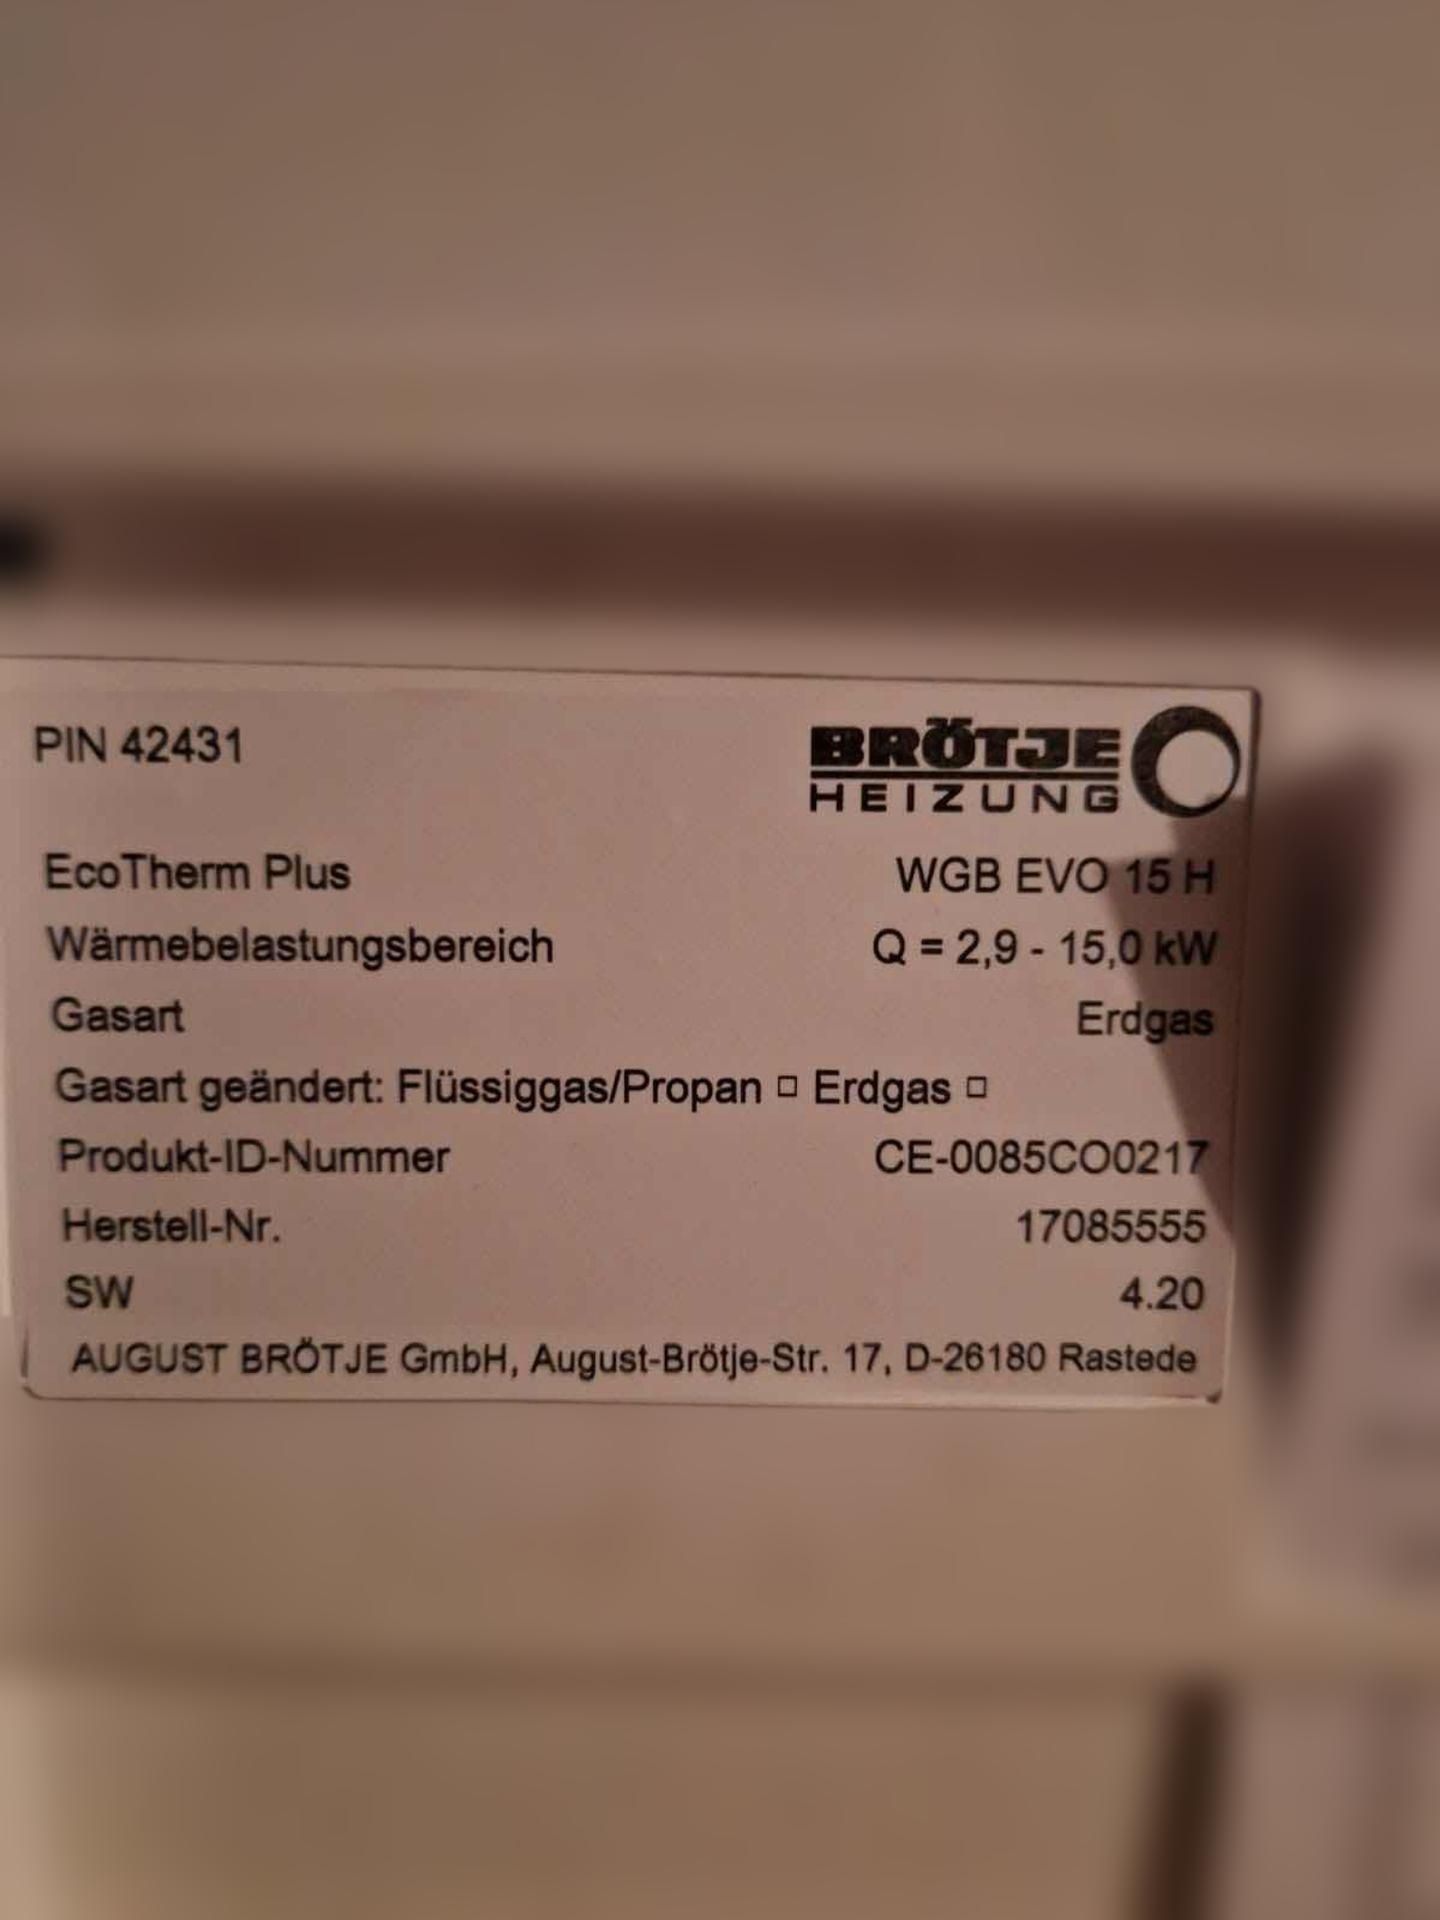 PIN 42431
BRÖTJE
HEIZUNG
EcoTherm Plus WGB EVO 15 H
Wärmebelastungsbereich Q = 2,9 - 15,0 kW
Gasart Erdgas
Gasart geändert: Flüssiggas/Propan □ Erdgas □
Produkt-ID-Nummer CE-0085CO0217
Herstell-Nr. 17085555
SW 4.20
AUGUST BRÖTJE GmbH, August-Brötje-Str. 17, D-26180 Rastede